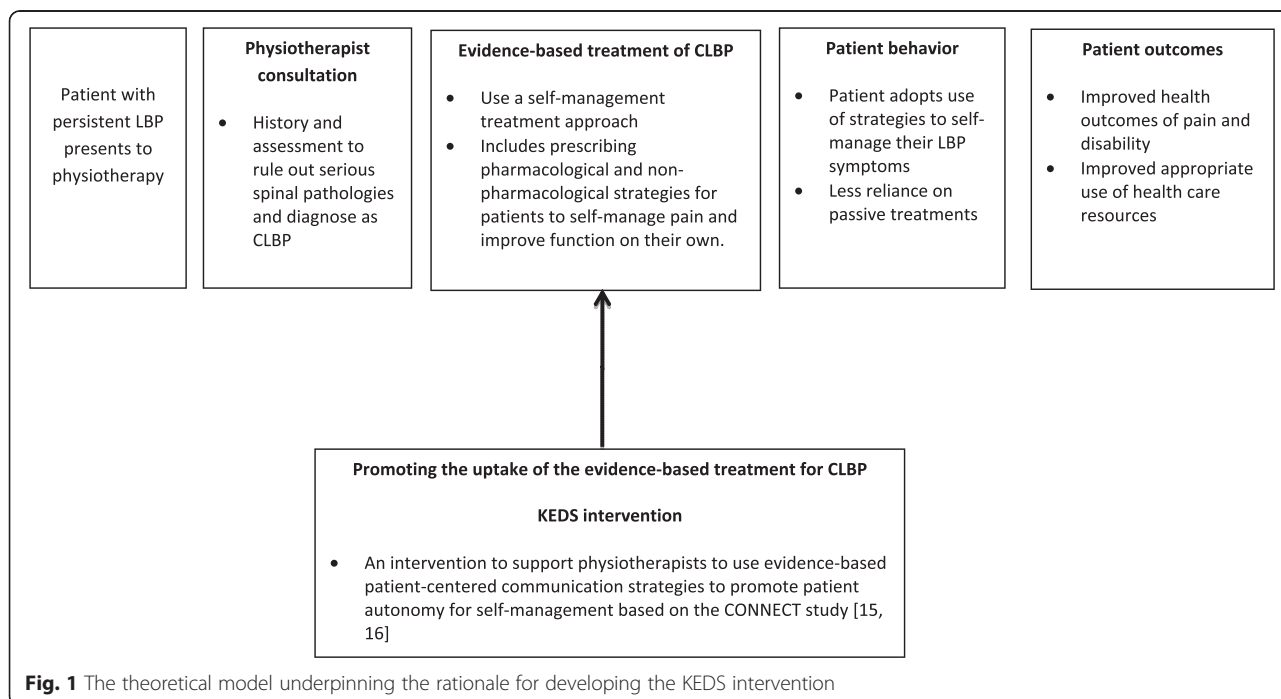 Patient with
persistent LBP
presents to
physiotherapy
Physiotherapist
consultation
• History and
assessment to
rule out serious
spinal pathologies
and diagnose as
CLBP
Evidence-based treatment of CLBP
• Use a self-management
treatment approach
• Includes prescribing
pharmacological and non-
pharmacological strategies for
patients to self-manage pain and
improve function on their own.
Patient behavior
• Patient adopts use
of strategies to self-
manage their LBP
symptoms
• Less reliance on
passive treatments
Patient outcomes
• Improved health
outcomes of pain and
disability
• Improved appropriate
use of health care
resources
Promoting the uptake of the evidence-based treatment for CLBP
KEDS intervention
• An intervention to support physiotherapists to use evidence-based
patient-centered communication strategies to promote patient
autonomy for self-management based on the CONNECT study [15,
16]
Fig. 1 The theoretical model underpinning the rationale for developing the KEDS intervention